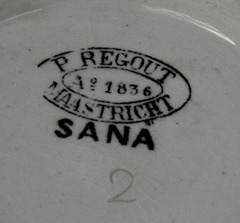 P. REGOUT
Aº 1836
MAASTRICHT
SANA
2